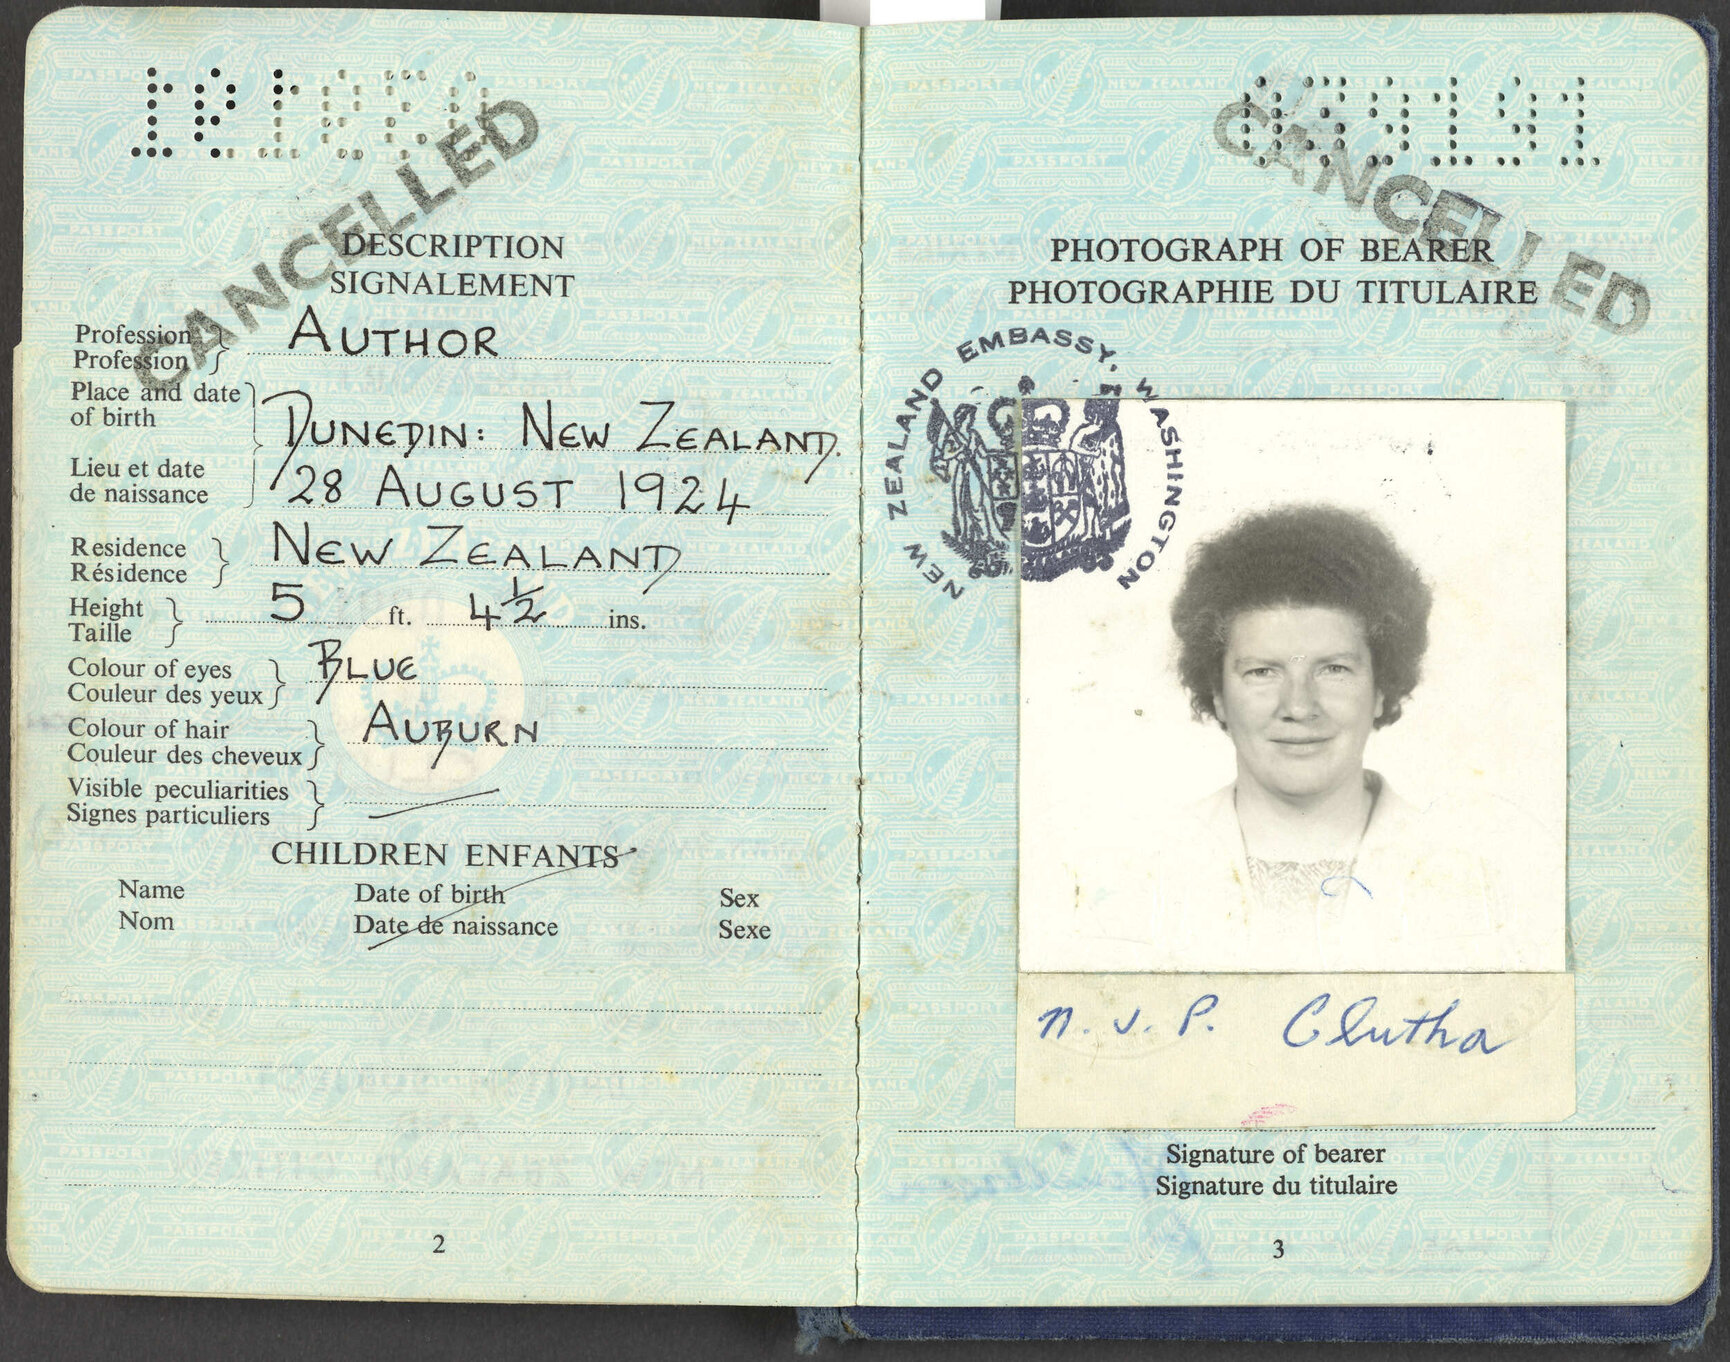 CANCELLED
DESCRIPTION
SIGNALEMENT
Profession
Profession
AUTHOR
Place and date
of birth
Lieu et date
de naissance
DUNEDIN: NEW ZEALAND.
28 AUGUST 1924
Residence
Résidence
NEW ZEALAND
Height
Taille
5 ft. 4½ ins.
Colour of eyes
Couleur des yeux
BLUE
Colour of hair
Couleur des cheveux
AUBURN
Visible peculiarities
Signes particuliers
CHILDREN ENFANTS
Name Date of birth Sex
Nom Date de naissance Sexe
2
CANCELLED
PHOTOGRAPH OF BEARER
PHOTOGRAPHIE DU TITULAIRE
NEW ZEALAND EMBASSY, WASHINGTON
N. J. P. Clutha
Signature of bearer
Signature du titulaire
3